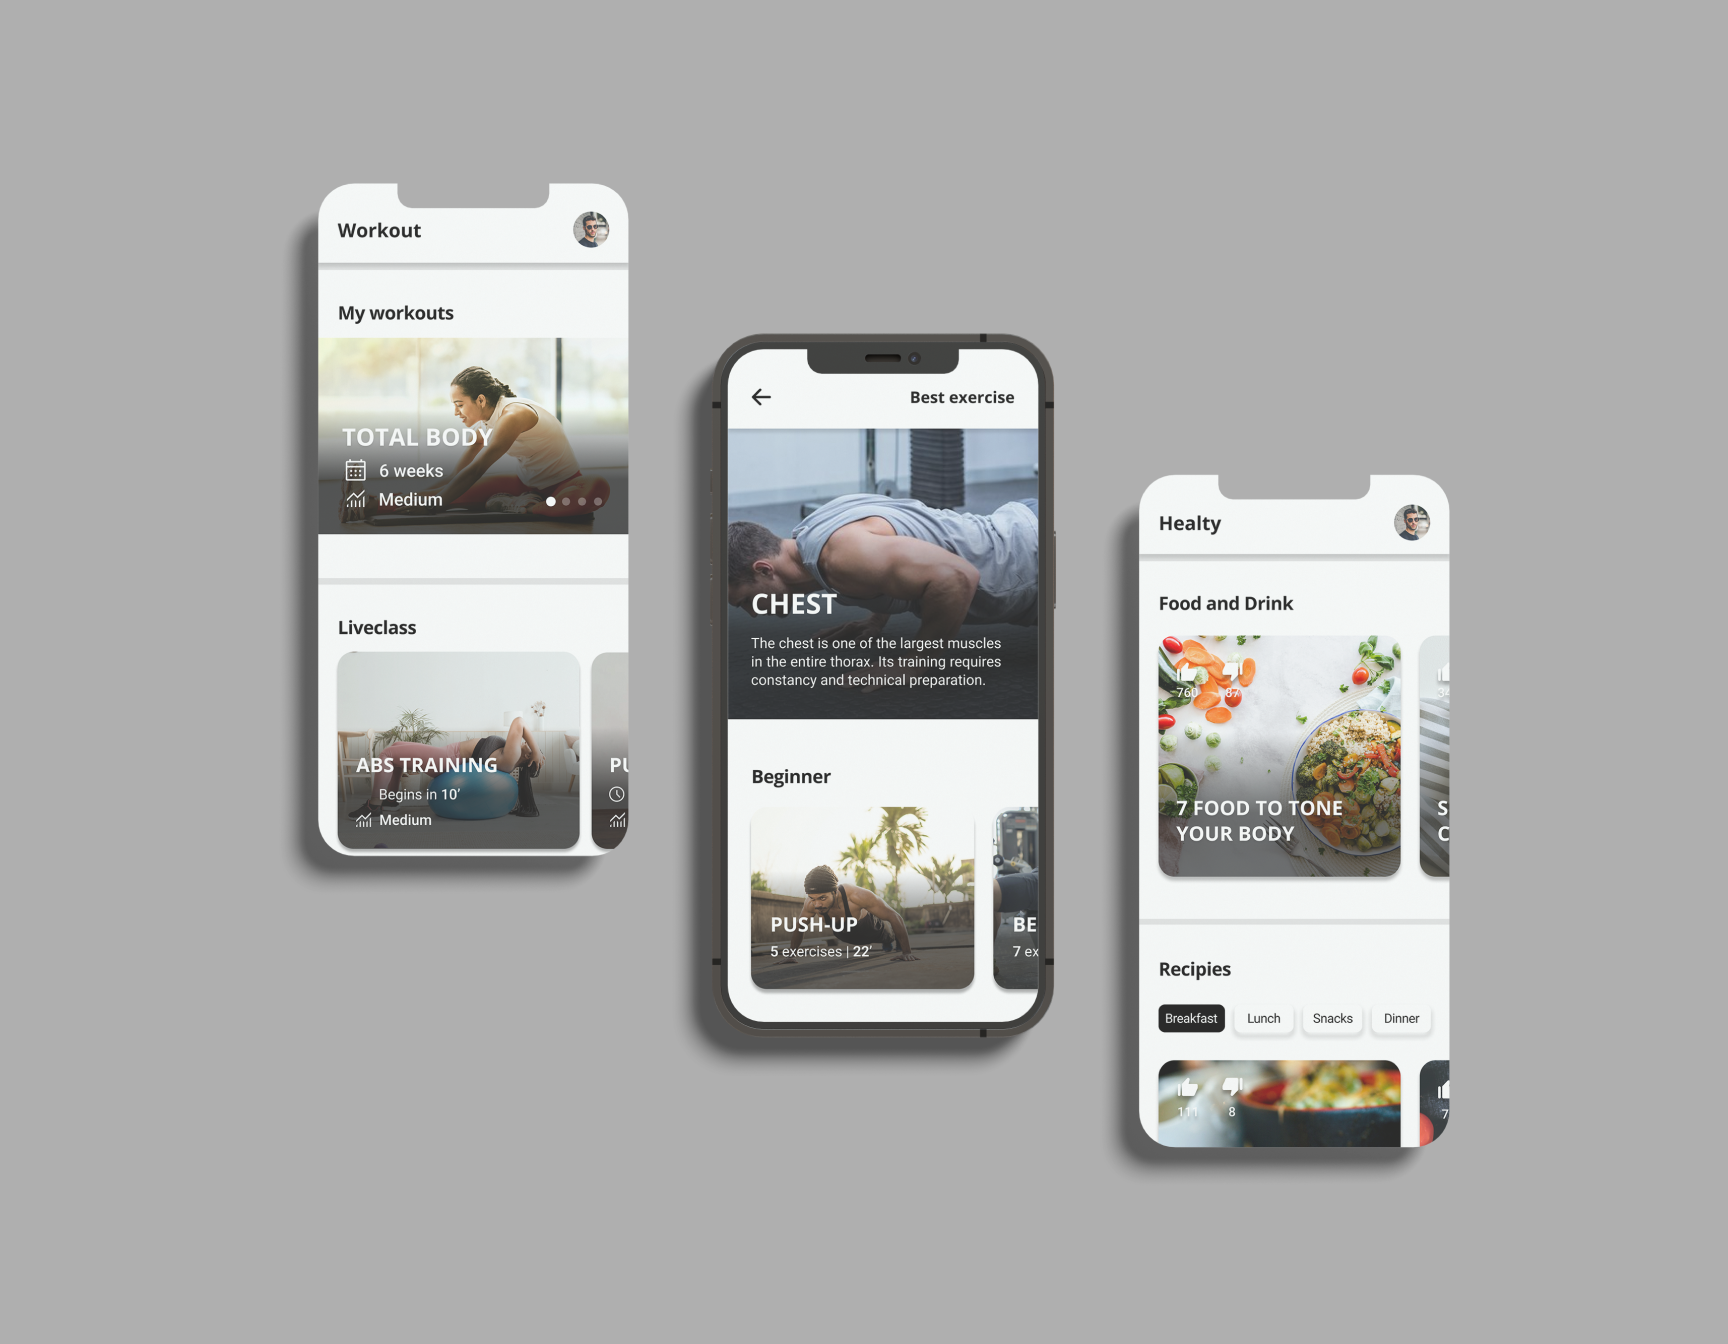 Workout
My workouts
TOTAL BODY
6 weeks
Medium
Liveclass
ABS TRAINING
Begins in 10'
Medium
PU
Best exercise
CHEST
The chest is one of the largest muscles
in the entire thorax. Its training requires
constancy and technical preparation.
Beginner
PUSH-UP
5 exercises | 22'
BE
7 ex
Healty
Food and Drink
760 87
34
7 FOOD TO TONE
YOUR BODY
S
C
Recipies
Breakfast Lunch Snacks Dinner
111 8
7